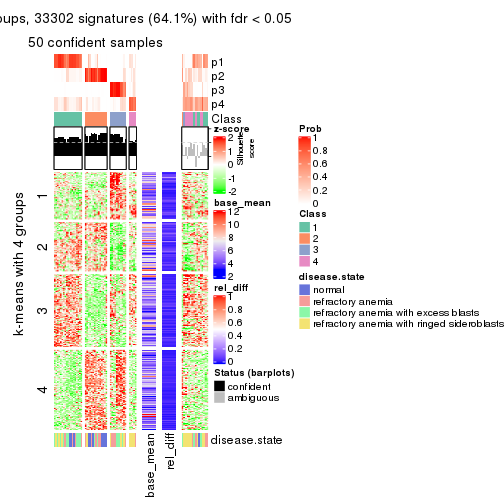 oups, 33302 signatures (64.1%) with fdr < 0.05
50 confident samples
p1
p2
p3
p4
Class
Silhouette
score
1
2
3
4
k-means with 4 groups
disease.state
base_mean
rel_diff
z-score
2
1
0
-1
-2
base_mean
12
10
8
6
4
2
rel_diff
1
0.8
0.6
0.4
0.2
0
Status (barplots)
confident
ambiguous
Prob
1
0.8
0.6
0.4
0.2
0
Class
1
2
3
4
disease.state
normal
refractory anemia
refractory anemia with excess blasts
refractory anemia with ringed sideroblasts